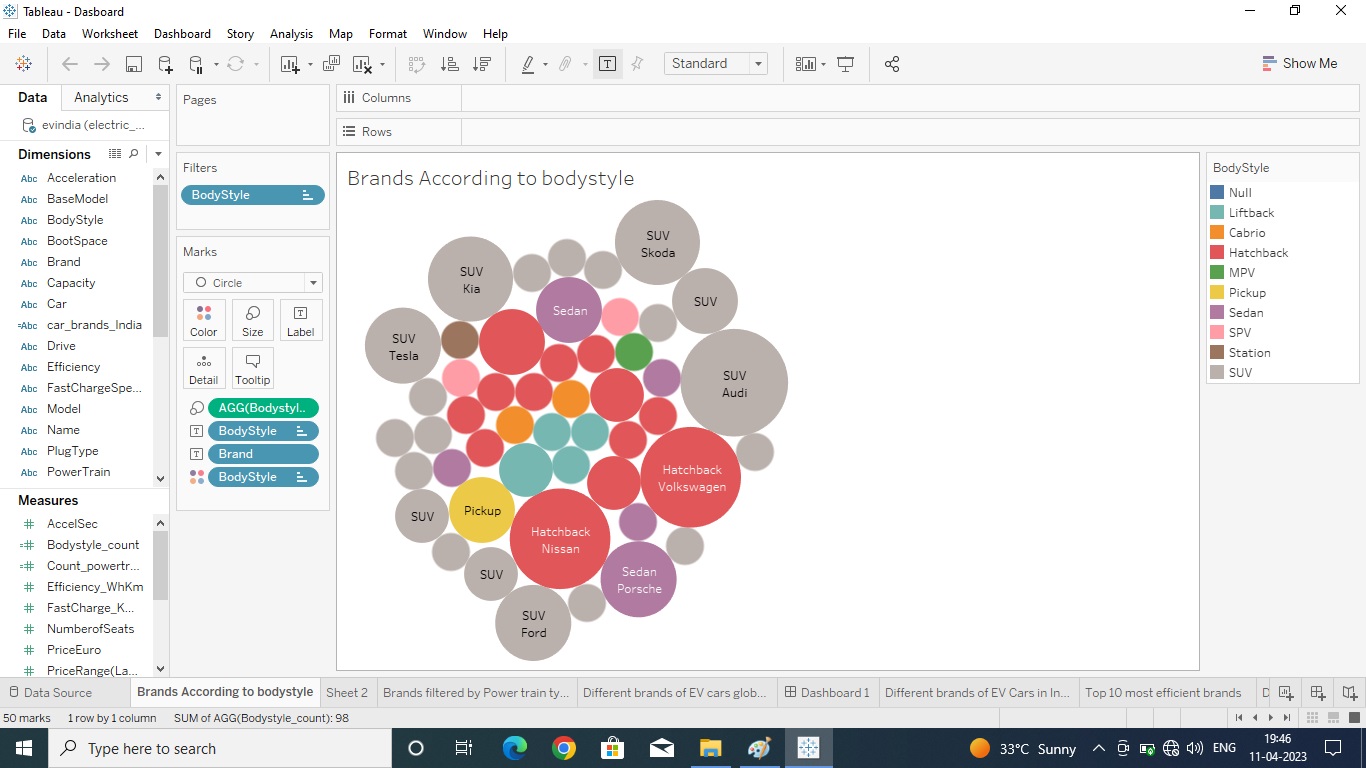 Tableau - Dasboard
File Data Worksheet Dashboard Story Analysis Map Format Window Help
Standard
Show Me
Data Analytics
evindia (electric_...
Dimensions
Abc Acceleration
Abc BaseModel
Abc BodyStyle
Abc BootSpace
Abc Brand
Abc Capacity
Abc Car
=Abc car_brands_India
Abc Drive
Abc Efficiency
Abc FastChargeSpe...
Abc Model
Abc Name
Abc PlugType
Abc PowerTrain
Measures
# AccelSec
=# Bodystyle_count
=# Count_powertr...
# Efficiency_WhKm
# FastCharge_K...
# NumberofSeats
# PriceEuro
# PriceRange(La...
Pages
Filters
BodyStyle
Marks
Circle
Color Size Label
Detail Tooltip
AGG(Bodystyl..
BodyStyle
Brand
BodyStyle
Columns
Rows
Brands According to bodystyle
SUV
Skoda
SUV
Kia
Sedan
SUV
SUV
Tesla
SUV
Audi
Hatchback
Volkswagen
Pickup
SUV
Hatchback
Nissan
SUV
Sedan
Porsche
SUV
Ford
BodyStyle
Null
Liftback
Cabrio
Hatchback
MPV
Pickup
Sedan
SPV
Station
SUV
Data Source Brands According to bodystyle Sheet 2 Brands filtered by Power train ty... Different brands of EV cars glob... Dashboard 1 Different brands of EV Cars in In... Top 10 most efficient brands D
50 marks 1 row by 1 column SUM of AGG(Bodystyle_count): 98
Type here to search
33°C Sunny
ENG
19:46
11-04-2023